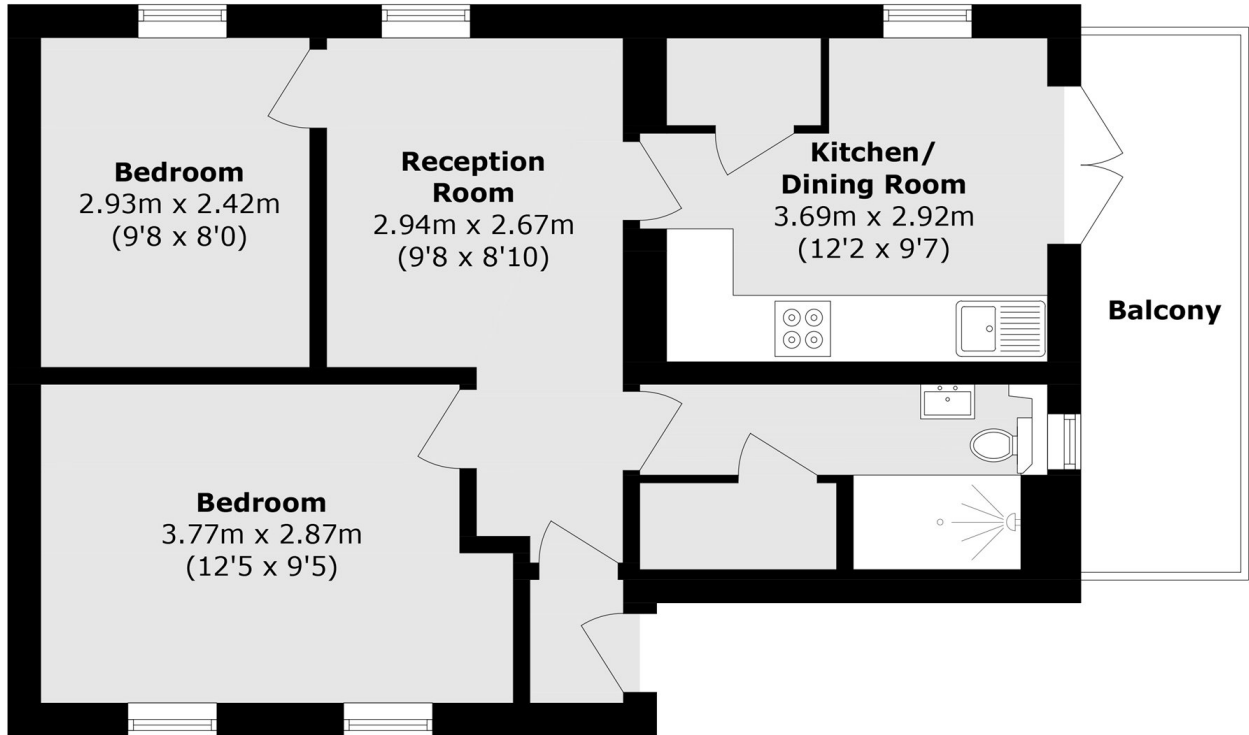 Bedroom
2.93m x 2.42m
(9'8 x 8'0)
Reception
Room
2.94m x 2.67m
(9'8 x 8'10)
Kitchen/
Dining Room
3.69m x 2.92m
(12'2 x 9'7)
Balcony
Bedroom
3.77m x 2.87m
(12'5 x 9'5)